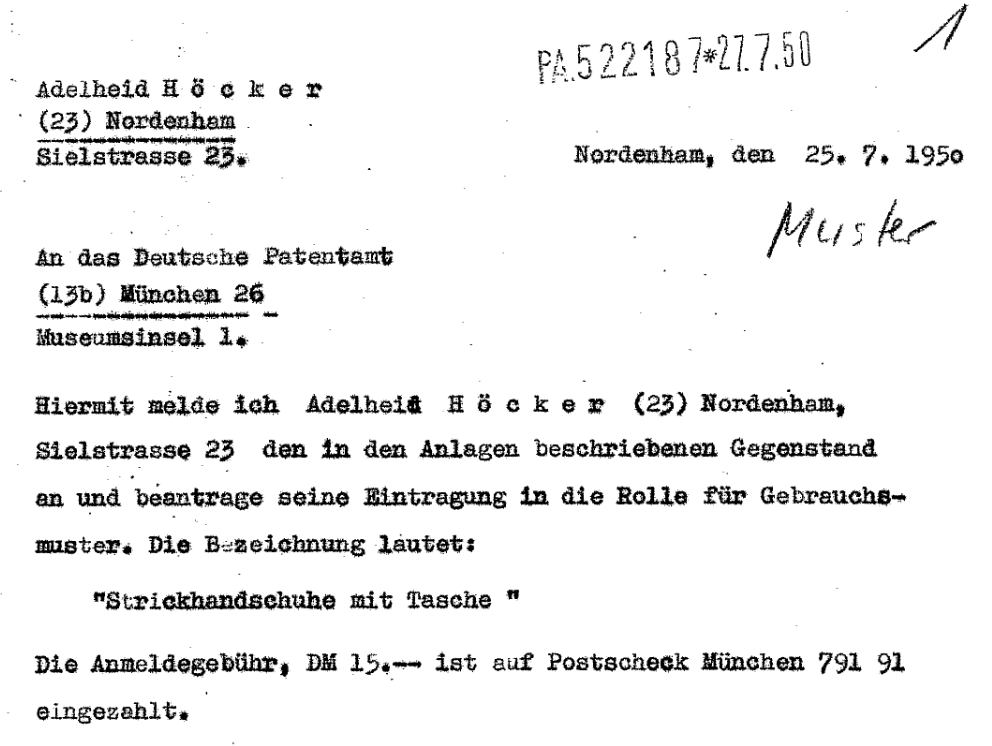 1
PA.522187*27.7.50
Adelheid H ö c k e r
(23) Nordenham
Sielstrasse 23.
Nordenham, den 25. 7. 1950
Muster
An das Deutsche Patentamt
(13b) München 26
Museumsinsel 1.
Hiermit melde ich Adelheid H ö c k e r (23) Nordenham,
Sielstrasse 23 den in den Anlagen beschriebenen Gegenstand
an und beantrage seine Eintragung in die Rolle für Gebrauchs-
muster. Die Bezeichnung lautet:
"Strickhandschuhe mit Tasche "
Die Anmeldegebühr, DM 15.-- ist auf Postscheck München 791 91
eingezahlt.